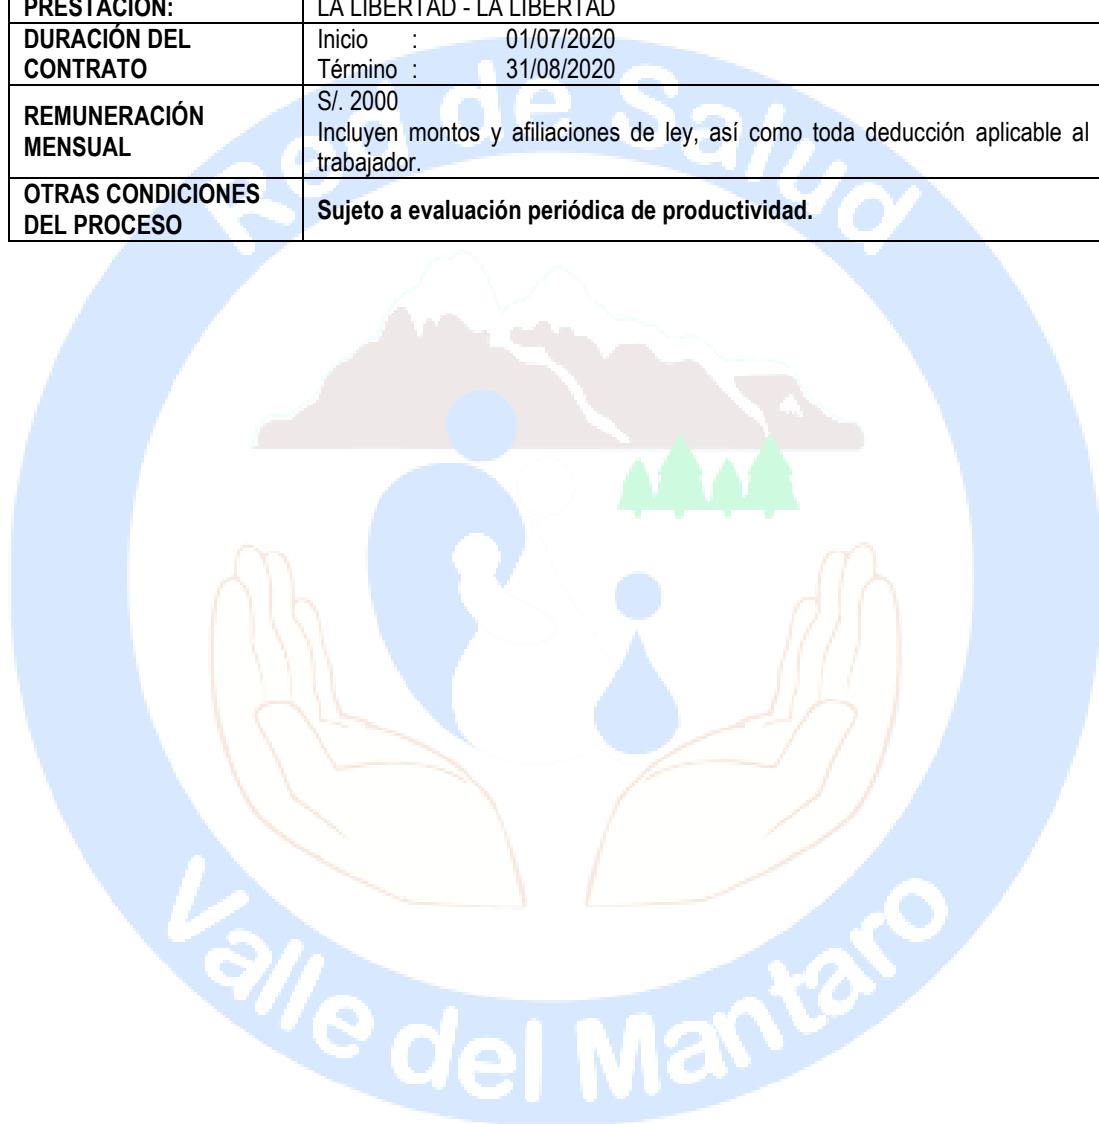 PRESTACIÓN: LA LIBERTAD - LA LIBERTAD
DURACIÓN DEL
CONTRATO
Inicio : 01/07/2020
Término : 31/08/2020
REMUNERACIÓN
MENSUAL
S/. 2000
Incluyen montos y afiliaciones de ley, así como toda deducción aplicable al
trabajador.
OTRAS CONDICIONES
DEL PROCESO
Sujeto a evaluación periódica de productividad.
Red de Salud
Valle del Mantaro